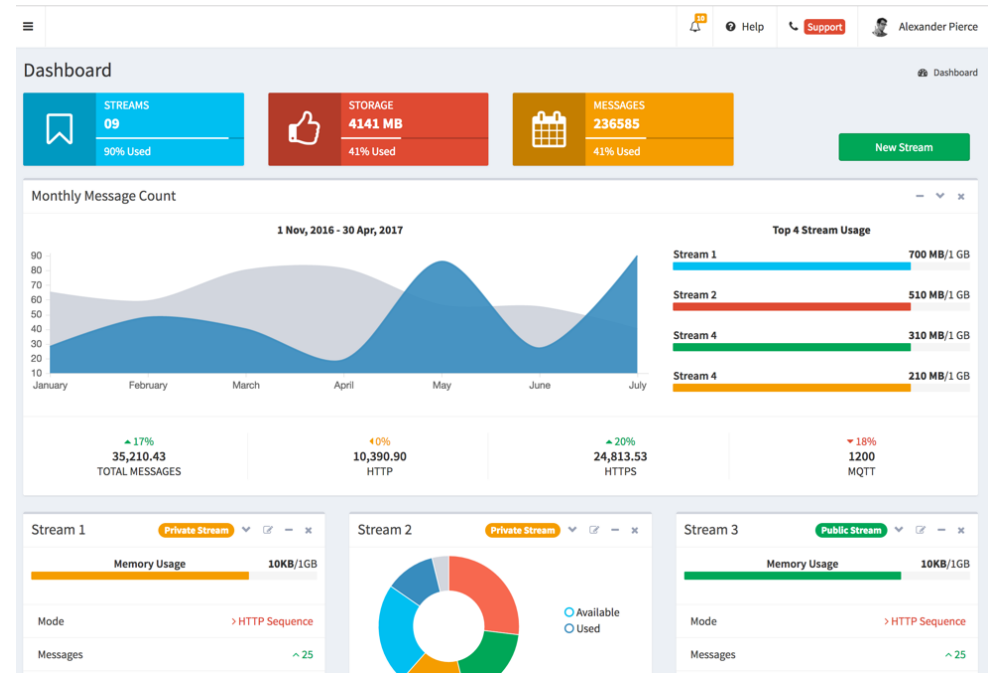 10
Help
Support
Alexander Pierce
Dashboard
Dashboard
STREAMS
09
90% Used
STORAGE
4141 MB
41% Used
MESSAGES
236585
41% Used
New Stream
Monthly Message Count
1 Nov, 2016 - 30 Apr, 2017
90
80
70
60
50
40
30
20
10
January February March April May June July
Top 4 Stream Usage
Stream 1 700 MB/1 GB
Stream 2 510 MB/1 GB
Stream 4 310 MB/1 GB
Stream 4 210 MB/1 GB
17%
35,210.43
TOTAL MESSAGES
0%
10,390.90
HTTP
20%
24,813.53
HTTPS
18%
1200
MQTT
Stream 1 Private Stream
Memory Usage 10KB/1GB
Mode HTTP Sequence
Messages 25
Stream 2 Private Stream
Available
Used
Stream 3 Public Stream
Memory Usage 10KB/1GB
Mode HTTP Sequence
Messages 25